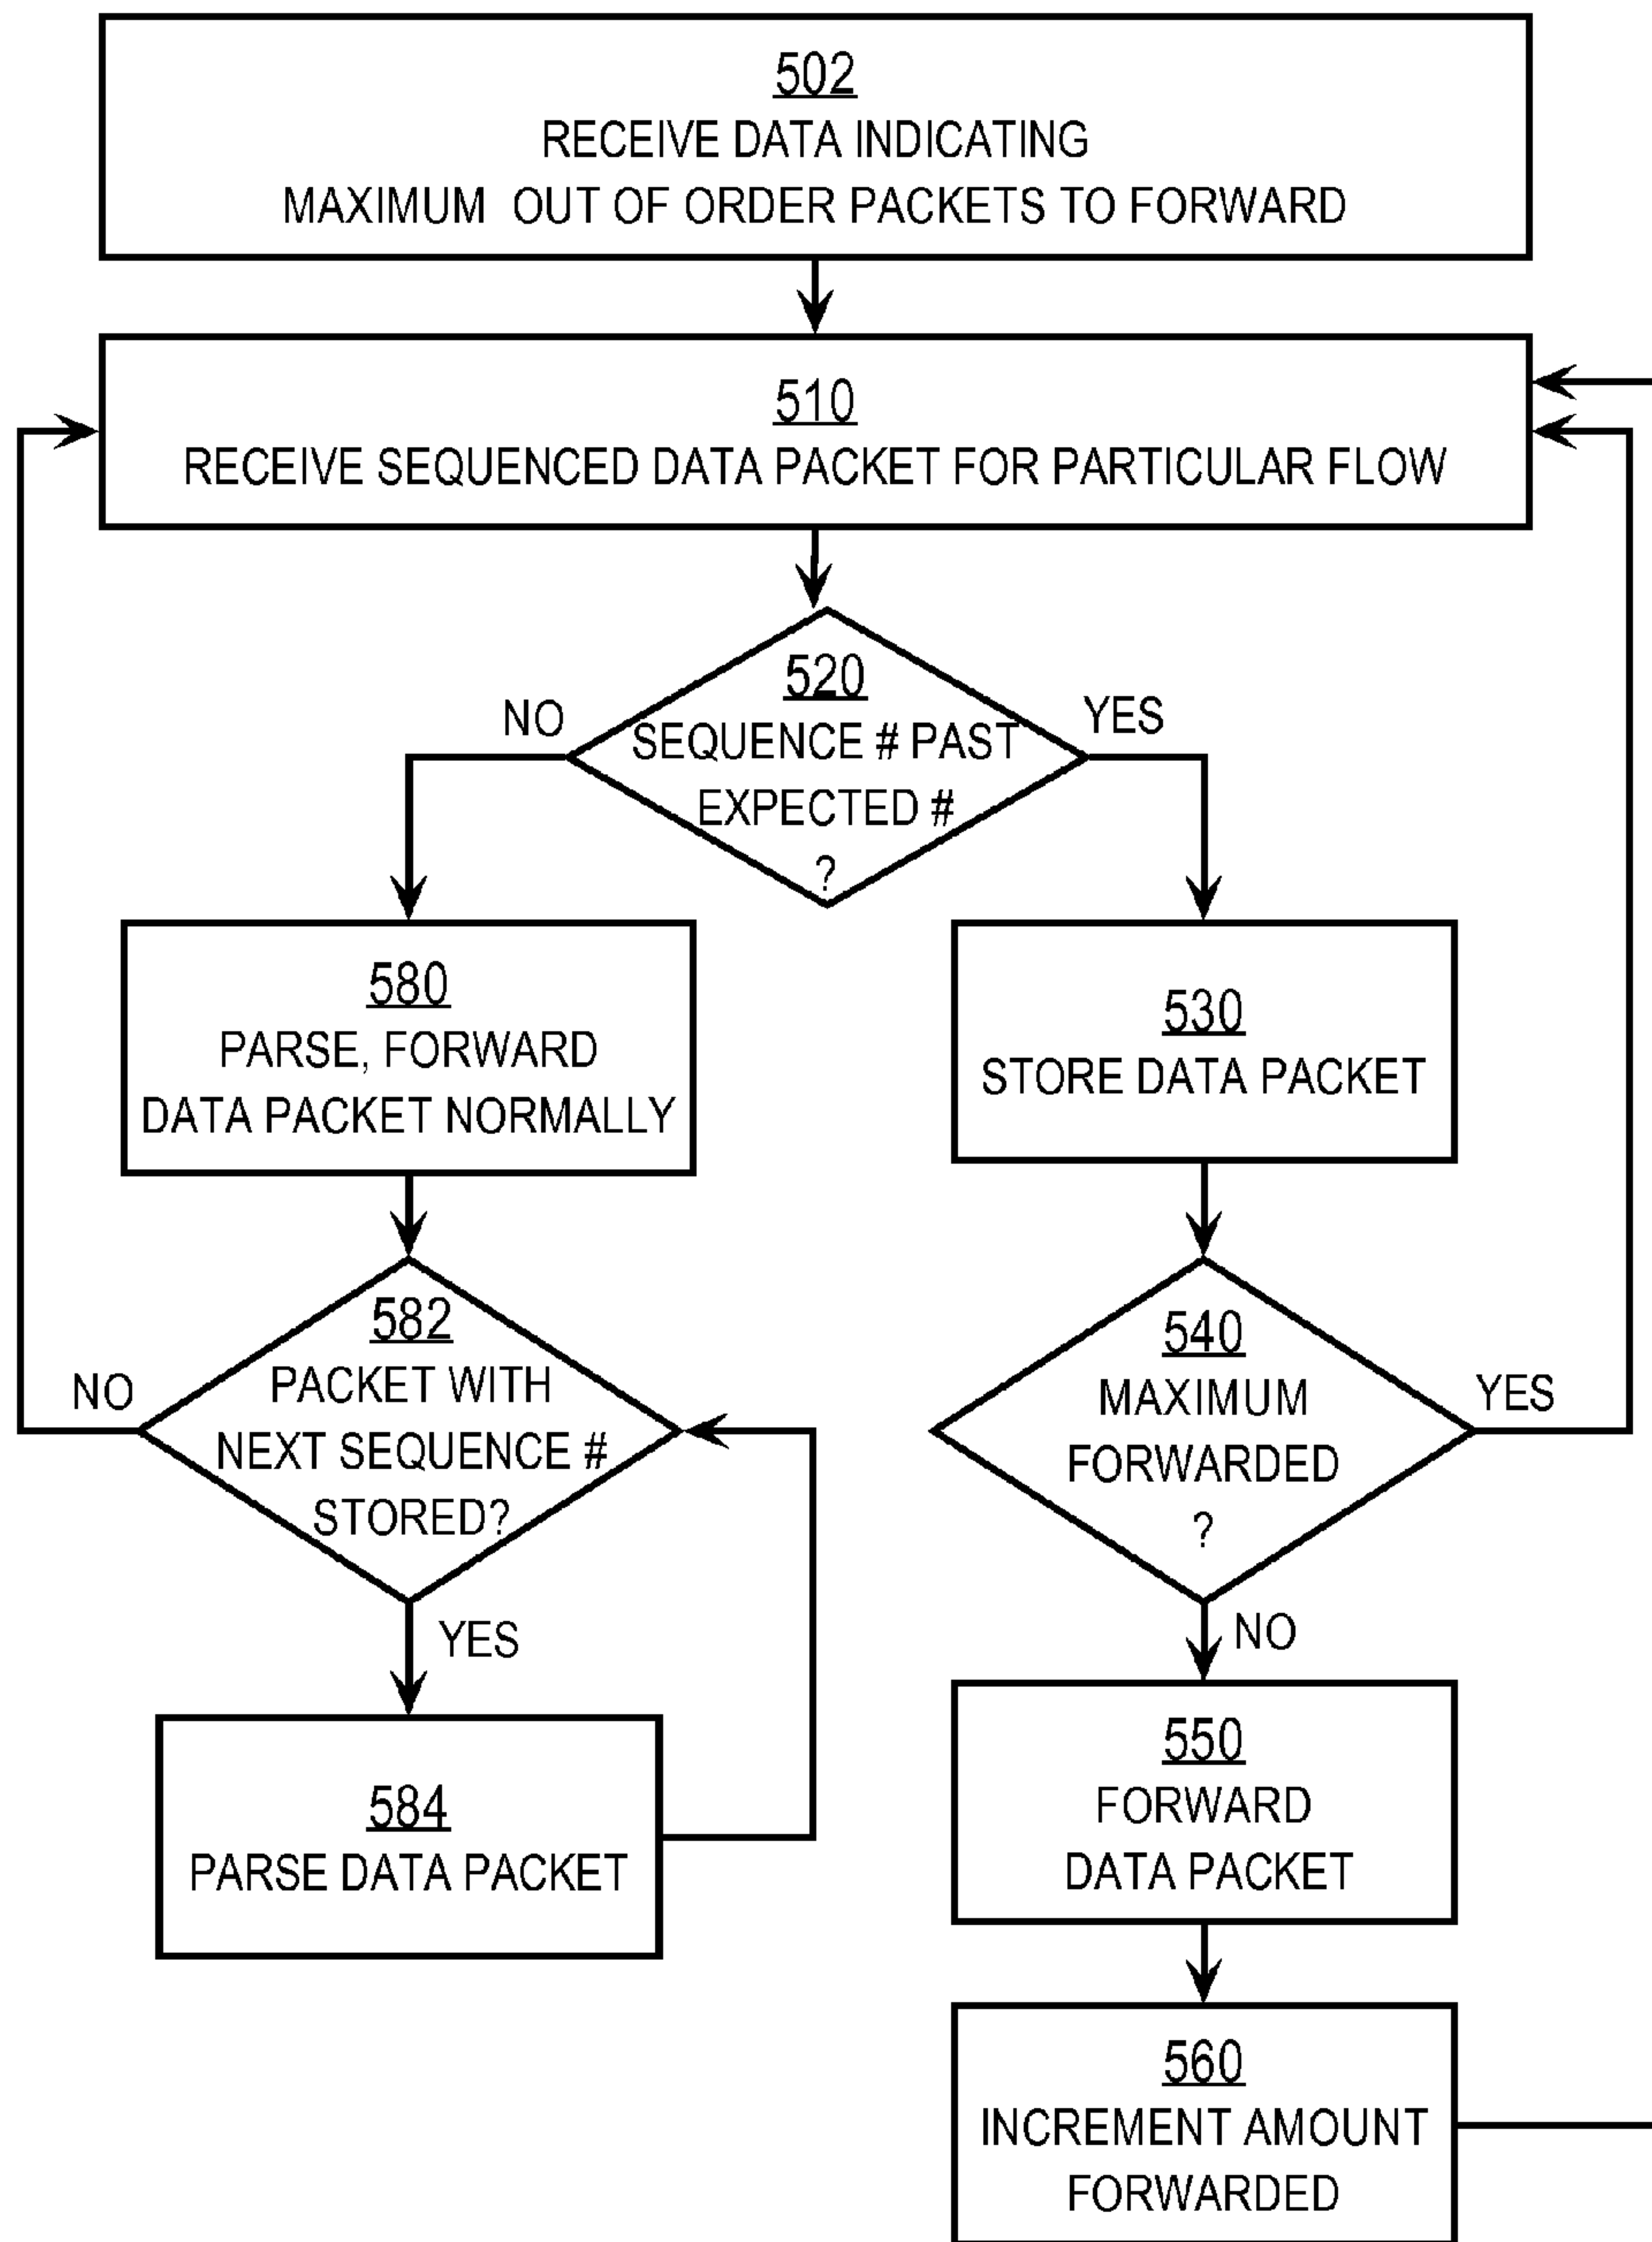 502
RECEIVE DATA INDICATING
MAXIMUM OUT OF ORDER PACKETS TO FORWARD
510
RECEIVE SEQUENCED DATA PACKET FOR PARTICULAR FLOW
520
SEQUENCE # PAST
EXPECTED #
?
NO
YES
580
PARSE, FORWARD
DATA PACKET NORMALLY
530
STORE DATA PACKET
582
PACKET WITH
NEXT SEQUENCE #
STORED?
NO
YES
540
MAXIMUM
FORWARDED
?
YES
NO
584
PARSE DATA PACKET
550
FORWARD
DATA PACKET
560
INCREMENT AMOUNT
FORWARDED